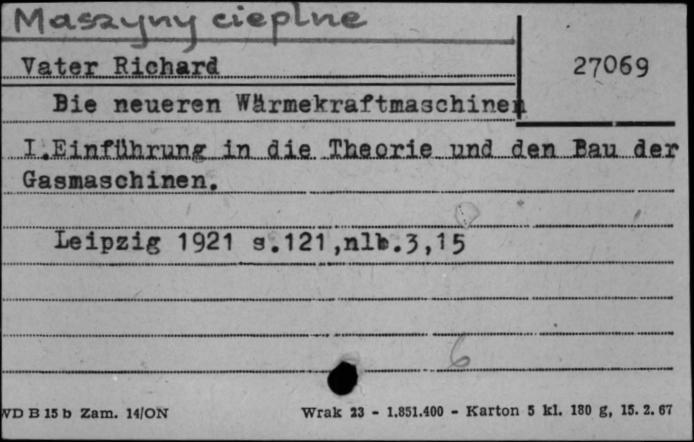 Maszyny cieplne
Vater Richard
27069
Die neueren Wärmekraftmaschinen
I.Einführung in die Theorie und den Bau der
Gasmaschinen.
Leipzig 1921 s.121,nlb.3,15
6
WD B 15 b Zam. 14/ON
Wrak 23 - 1.851.400 - Karton 5 kl. 180 g, 15. 2. 67